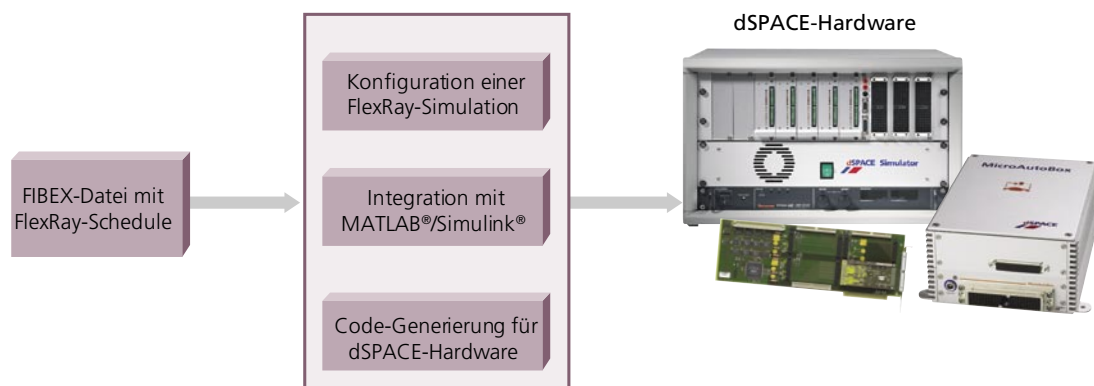 dSPACE-Hardware
Konfiguration einer
FlexRay-Simulation
FIBEX-Datei mit
FlexRay-Schedule
Integration mit
MATLAB®/Simulink®
Code-Generierung für
dSPACE-Hardware
dSPACE Simulator
MicroAutoBox
dSPACE